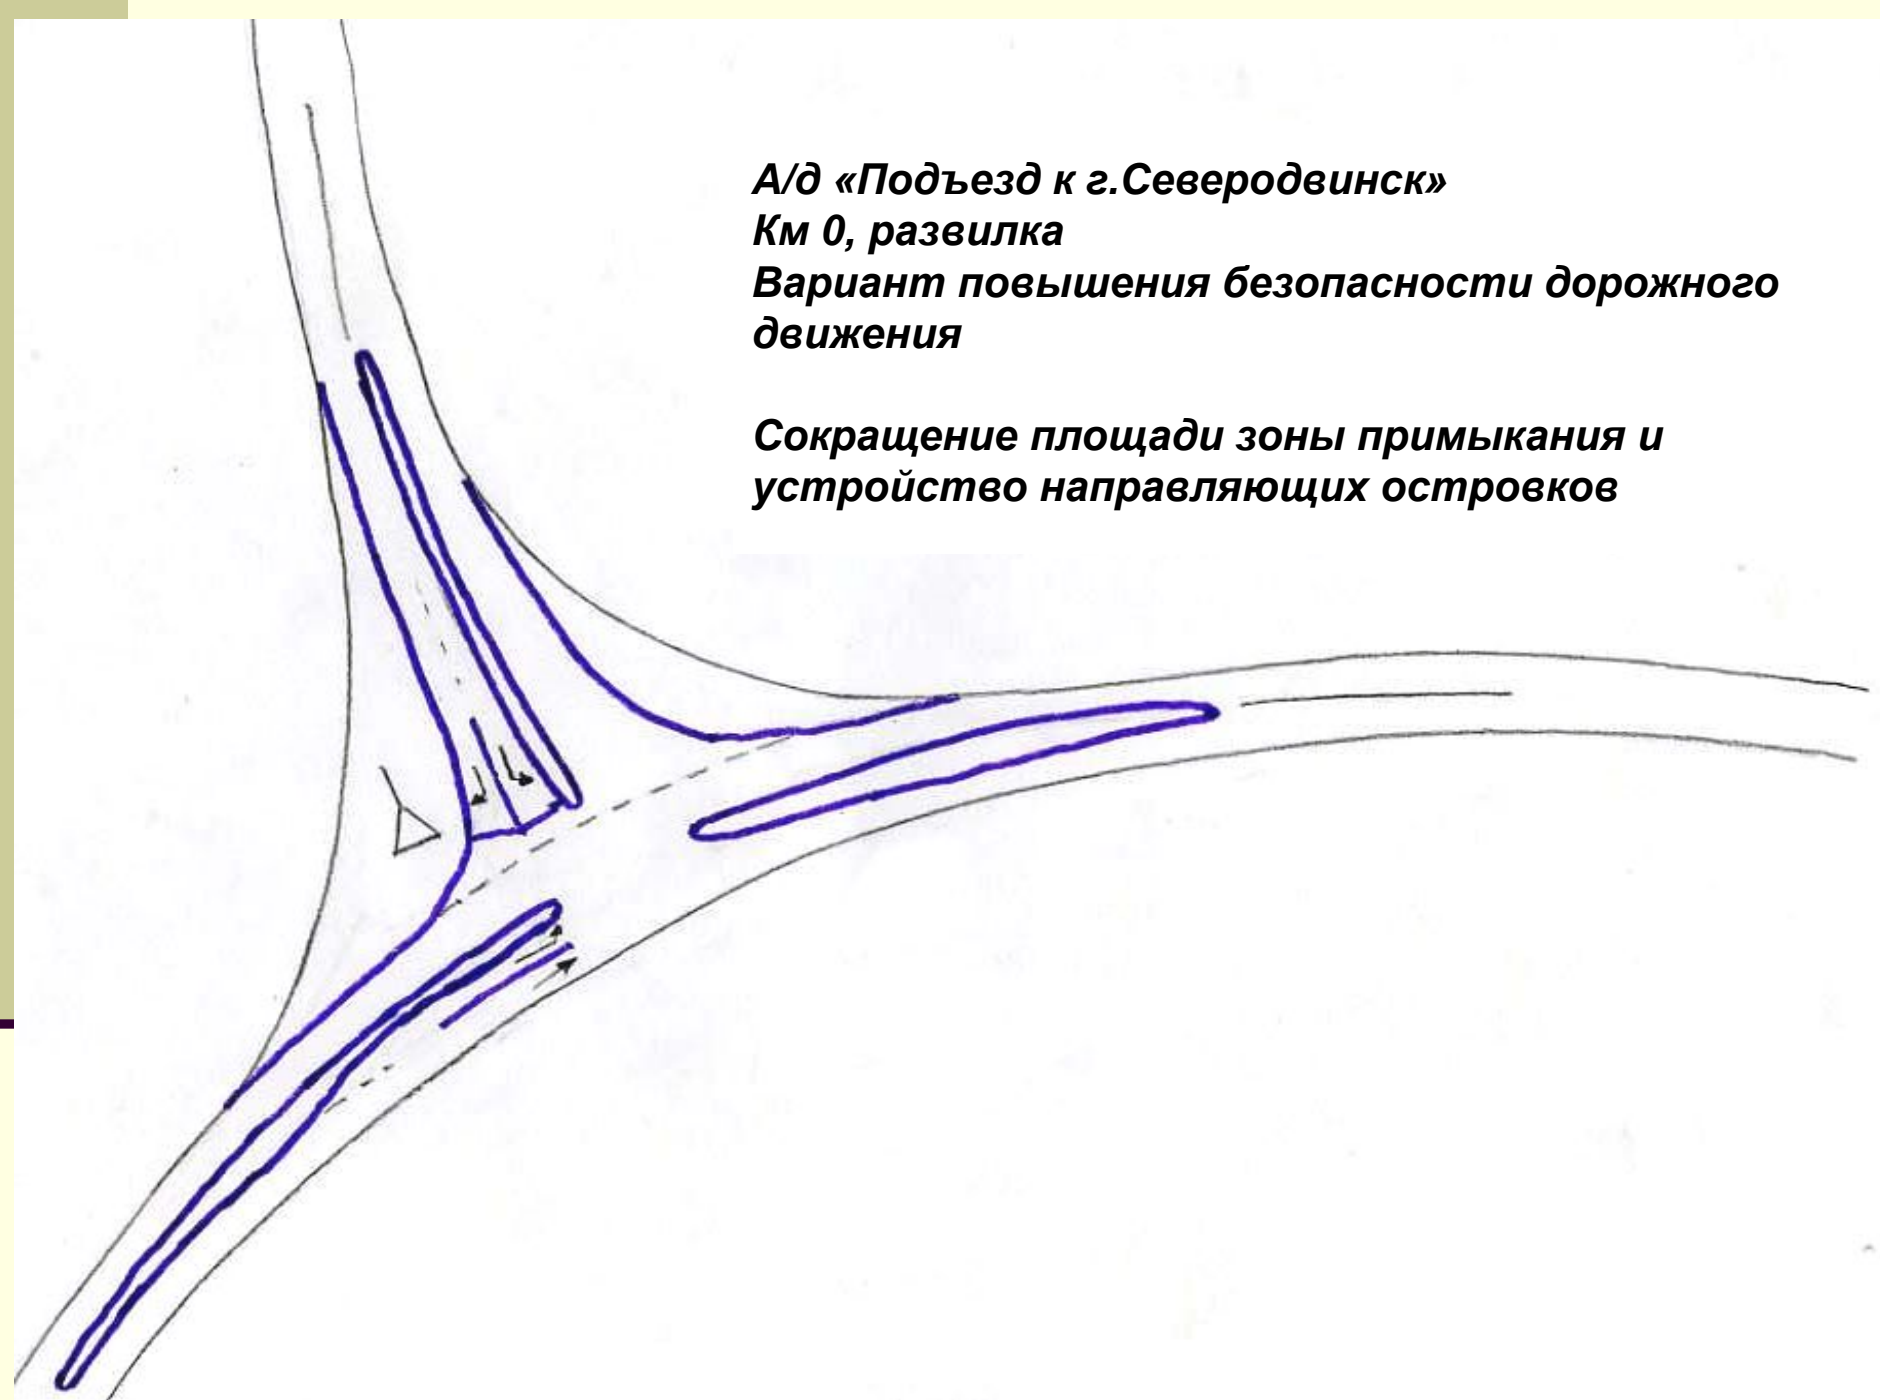 А/д «Подъезд к г.Северодвинск»
Км 0, развилка
Вариант повышения безопасности дорожного
движения
Сокращение площади зоны примыкания и
устройство направляющих островков